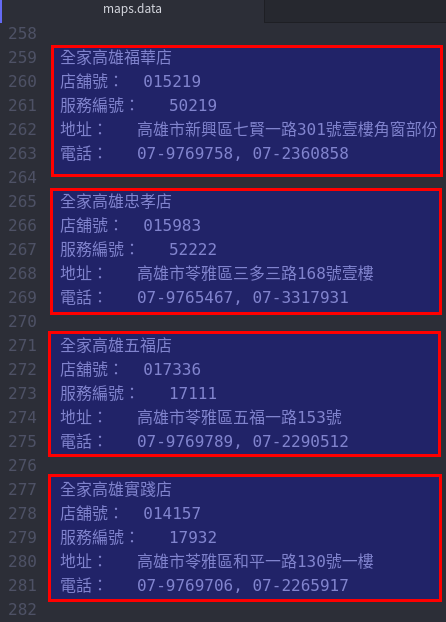 maps.data
258
259 全家高雄福華店
260 店舖號： 015219
261 服務編號： 50219
262 地址： 高雄市新興區七賢一路301號壹樓角窗部份
263 電話： 07-9769758, 07-2360858
264
265 全家高雄忠孝店
266 店舖號： 015983
267 服務編號： 52222
268 地址： 高雄市苓雅區三多三路168號壹樓
269 電話： 07-9765467, 07-3317931
270
271 全家高雄五福店
272 店舖號： 017336
273 服務編號： 17111
274 地址： 高雄市苓雅區五福一路153號
275 電話： 07-9769789, 07-2290512
276
277 全家高雄實踐店
278 店舖號： 014157
279 服務編號： 17932
280 地址： 高雄市苓雅區和平一路130號一樓
281 電話： 07-9769706, 07-2265917
282